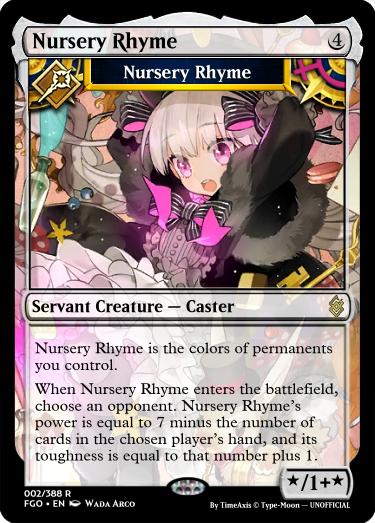 Nursery Rhyme 4
Nursery Rhyme
Servant Creature — Caster
Nursery Rhyme is the colors of permanents
you control.
When Nursery Rhyme enters the battlefield,
choose an opponent. Nursery Rhyme's
power is equal to 7 minus the number of
cards in the chosen player's hand, and its
toughness is equal to that number plus 1.
★/1+★
002/388 R
FGO • EN Wada Arco
By TimeAxis © Type-Moon — UNOFFICIAL